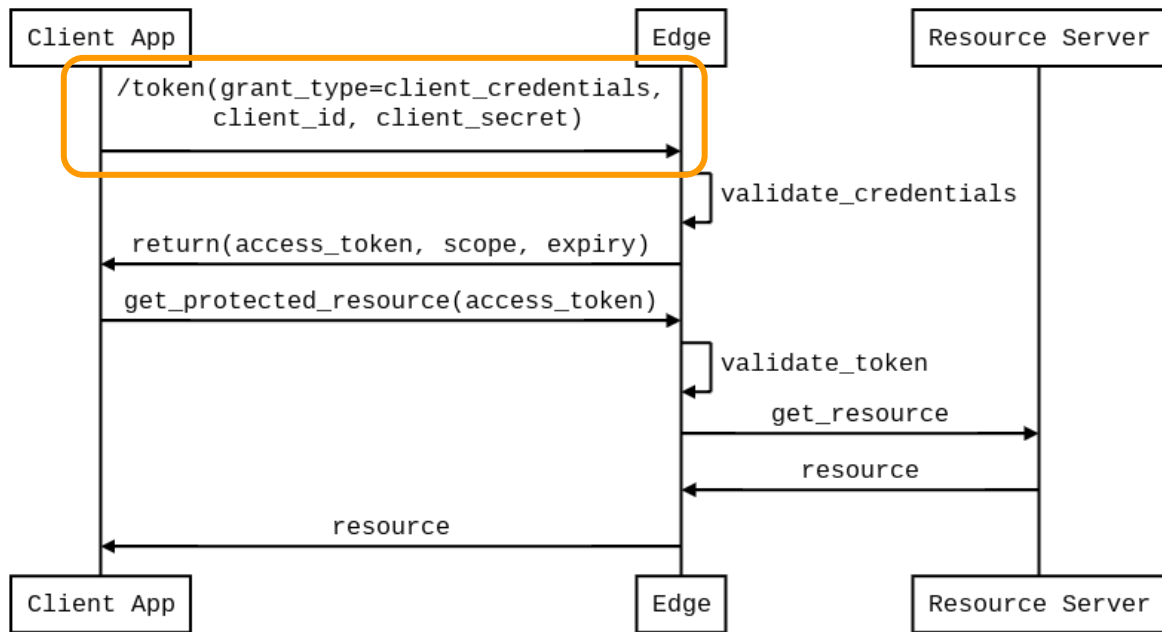 Client App
Edge
Resource Server
/token(grant_type=client_credentials,
client_id, client_secret)
validate_credentials
return(access_token, scope, expiry)
get_protected_resource(access_token)
validate_token
get_resource
resource
resource
Client App
Edge
Resource Server